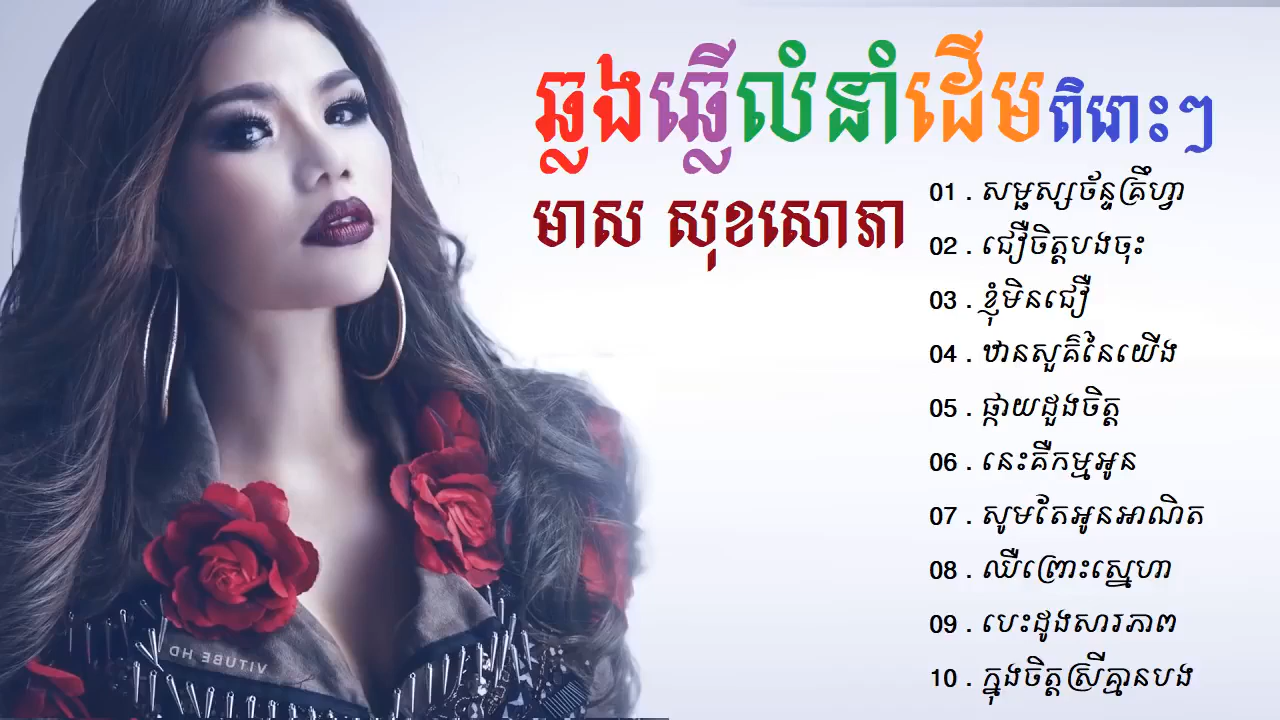 ឆ្លងឆ្លើលំនាំដើមពិរោះៗ
មាស សុខសោភា
01 . សម្ផស្សច័ន្ទគ្រឹហ្វា
02 . ជឿចិត្តបងចុះ
03 . ខ្ញុំមិនជឿ
04 . ឋានសួគ៌នៃយើង
05 . ផ្កាយដួងចិត្ត
06 . នេះគឺកម្មអូន
07 . សូមតែអូនអាណិត
08 . ឈឺព្រោះស្នេហា
09 . បេះដូងសារភាព
10 . ក្នុងចិត្តស្រីគ្មានបង
VITUBE HD